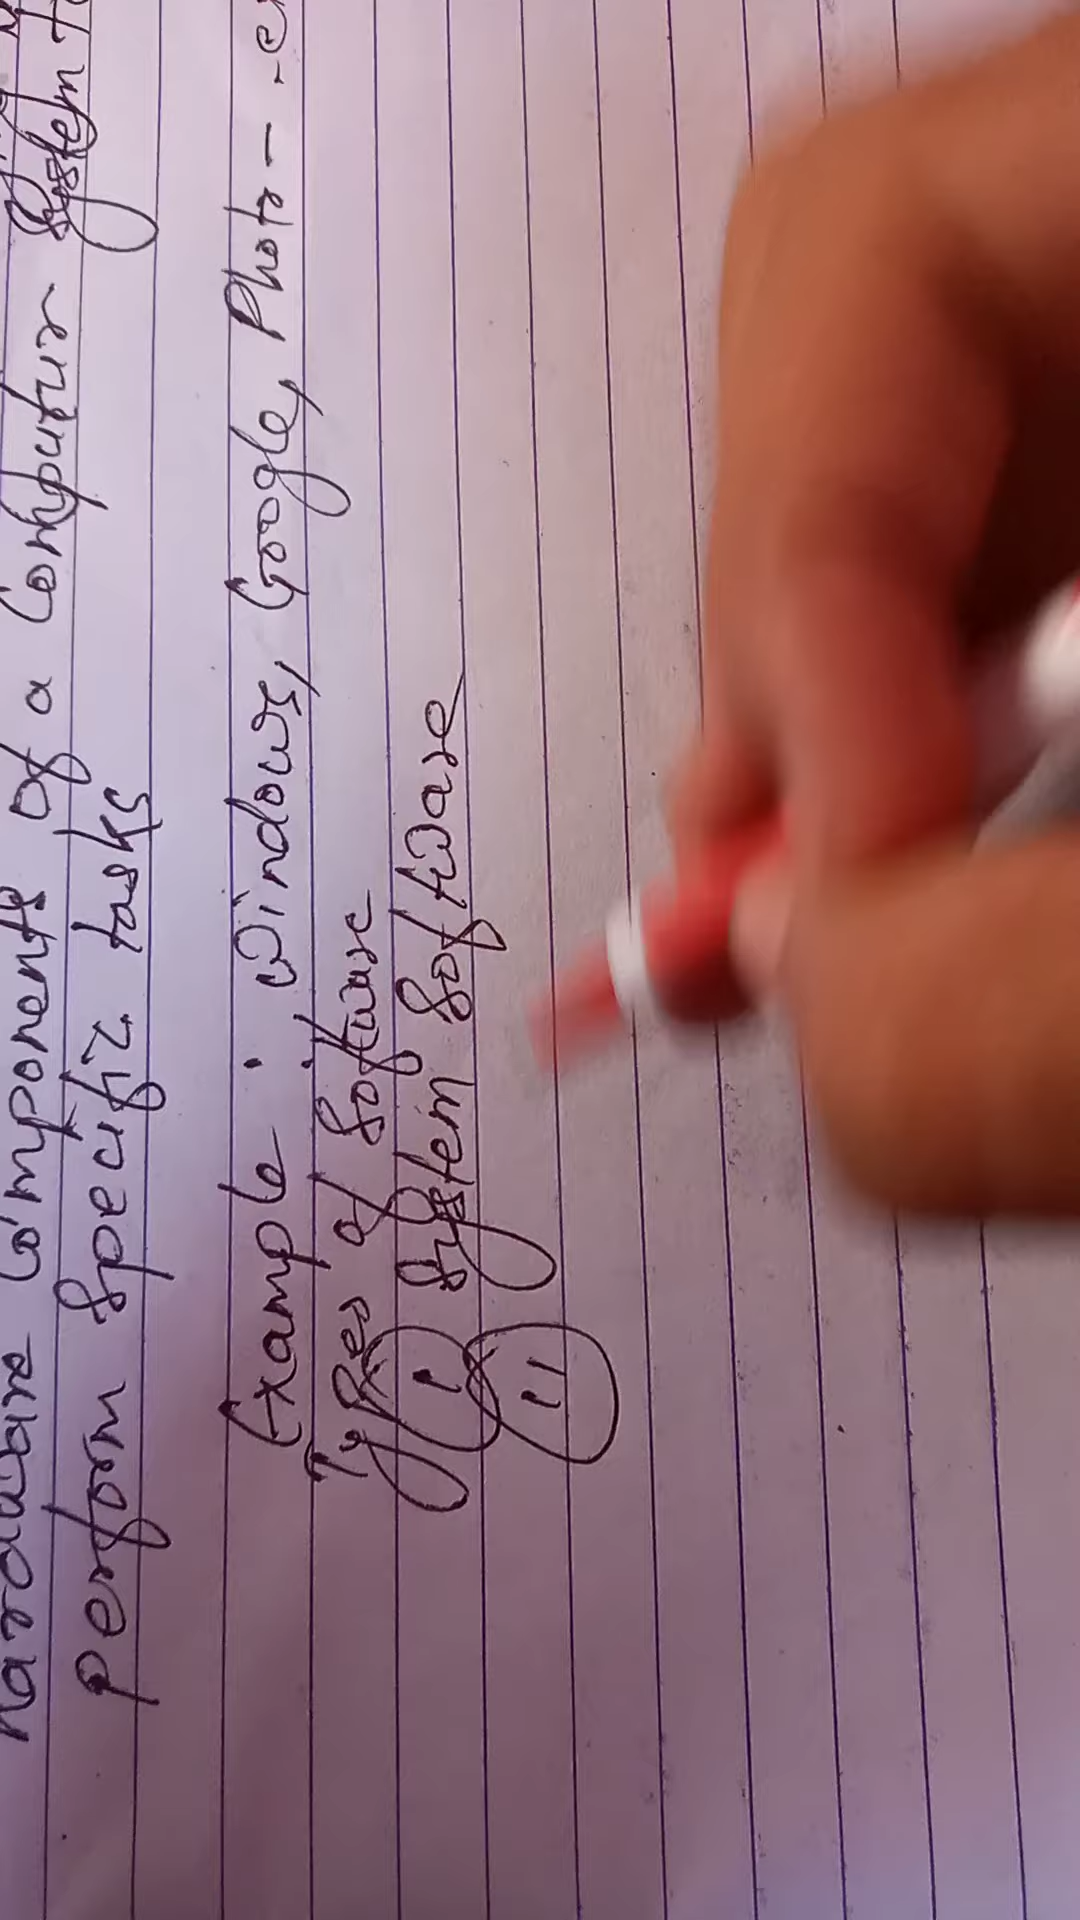 hardware components of a Computer System to
perform specific tasks
Example : Windows, Google, Photo-
Types of Software
(i) System Software
(ii)